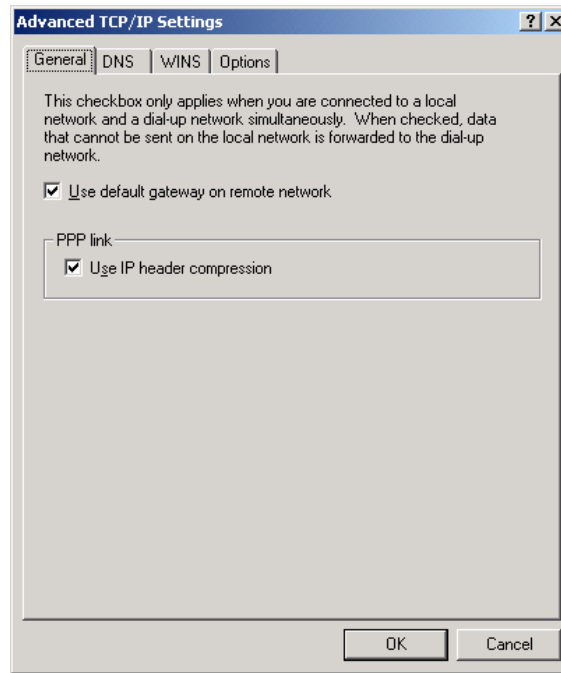 Advanced TCP/IP Settings
General DNS WINS Options
This checkbox only applies when you are connected to a local
network and a dial-up network simultaneously. When checked, data
that cannot be sent on the local network is forwarded to the dial-up
network.
Use default gateway on remote network
PPP link
Use IP header compression
OK Cancel